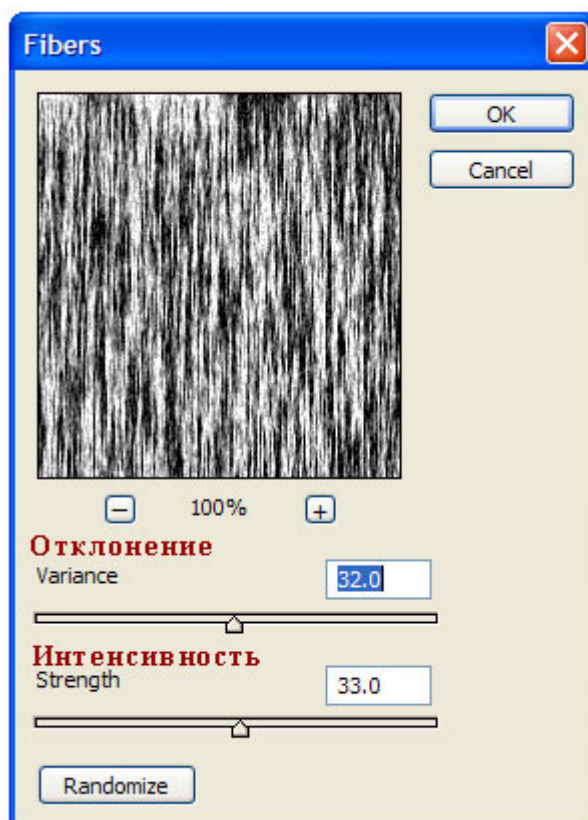 Fibers
OK
Cancel
100%
Отклонение
Variance
32.0
Интенсивность
Strength
33.0
Randomize